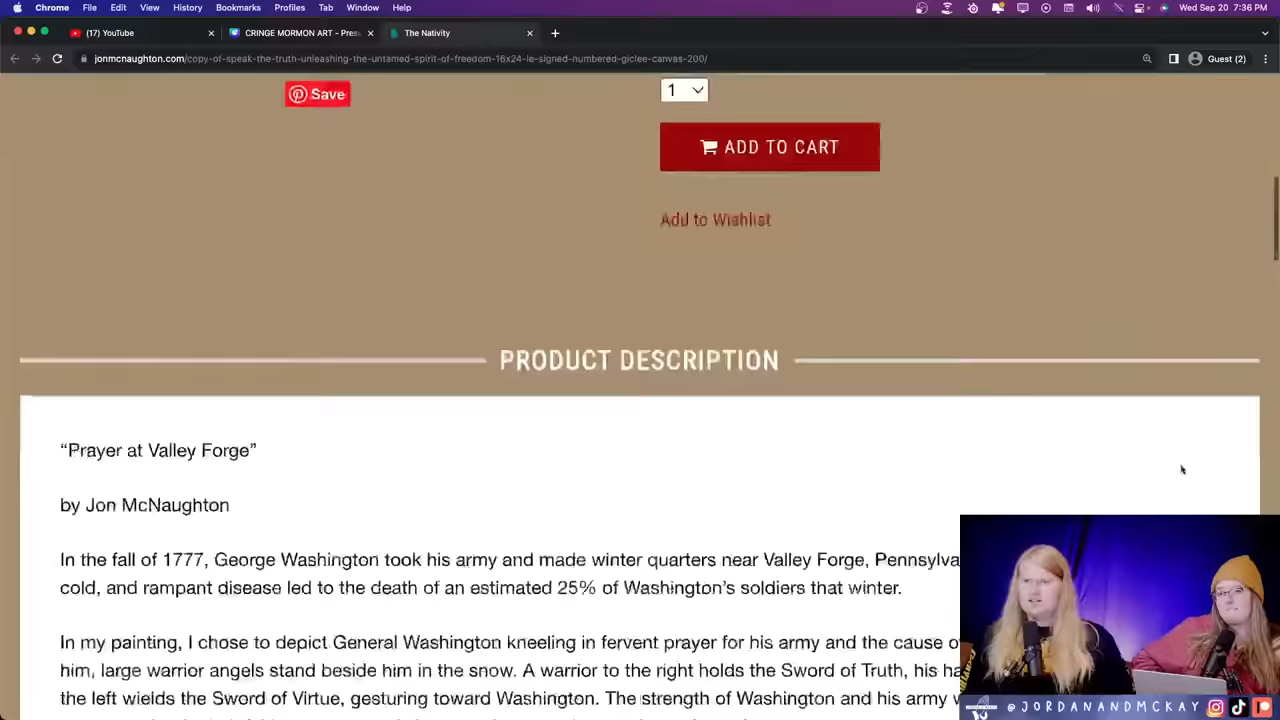 Chrome File Edit View History Bookmarks Profiles Tab Window Help Wed Sep 20 7:36 PM
(17) YouTube CRINGE MORMON ART - Pres The Nativity
jonmcnaughton.com/copy-of-speak-the-truth-unleashing-the-untamed-spirit-of-freedom-16x24-le-signed-numbered-giclee-canvas-200/ Guest (2)
Save
1
ADD TO CART
Add to Wishlist
PRODUCT DESCRIPTION
“Prayer at Valley Forge”
by Jon McNaughton
In the fall of 1777, George Washington took his army and made winter quarters near Valley Forge, Pennsylva
cold, and rampant disease led to the death of an estimated 25% of Washington’s soldiers that winter.
In my painting, I chose to depict General Washington kneeling in fervent prayer for his army and the cause o
him, large warrior angels stand beside him in the snow. A warrior to the right holds the Sword of Truth, his ha
the left wields the Sword of Virtue, gesturing toward Washington. The strength of Washington and his army w
@JORDANANDMCKAY